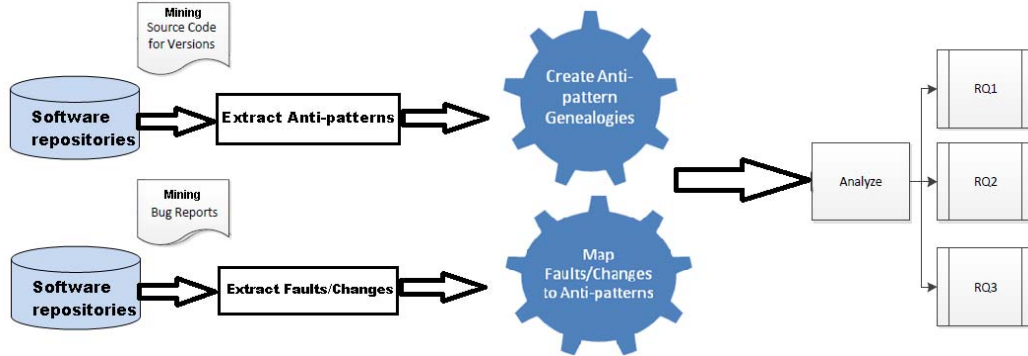 Mining
Source Code
for Versions
Software
repositories
Extract Anti-patterns
Create Anti-
pattern
Genealogies
Mining
Bug Reports
Software
repositories
Extract Faults/Changes
Map
Faults/Changes
to Anti-patterns
Analyze
RQ1
RQ2
RQ3